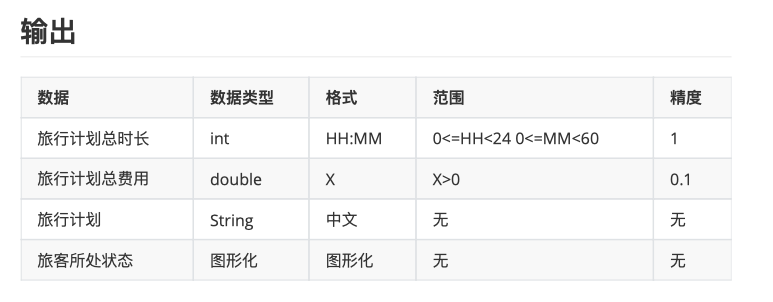 输出
数据 数据类型 格式 范围 精度
旅行计划总时长 int HH:MM 0<=HH<24 0<=MM<60 1
旅行计划总费用 double X X>0 0.1
旅行计划 String 中文 无 无
旅客所处状态 图形化 图形化 无 无